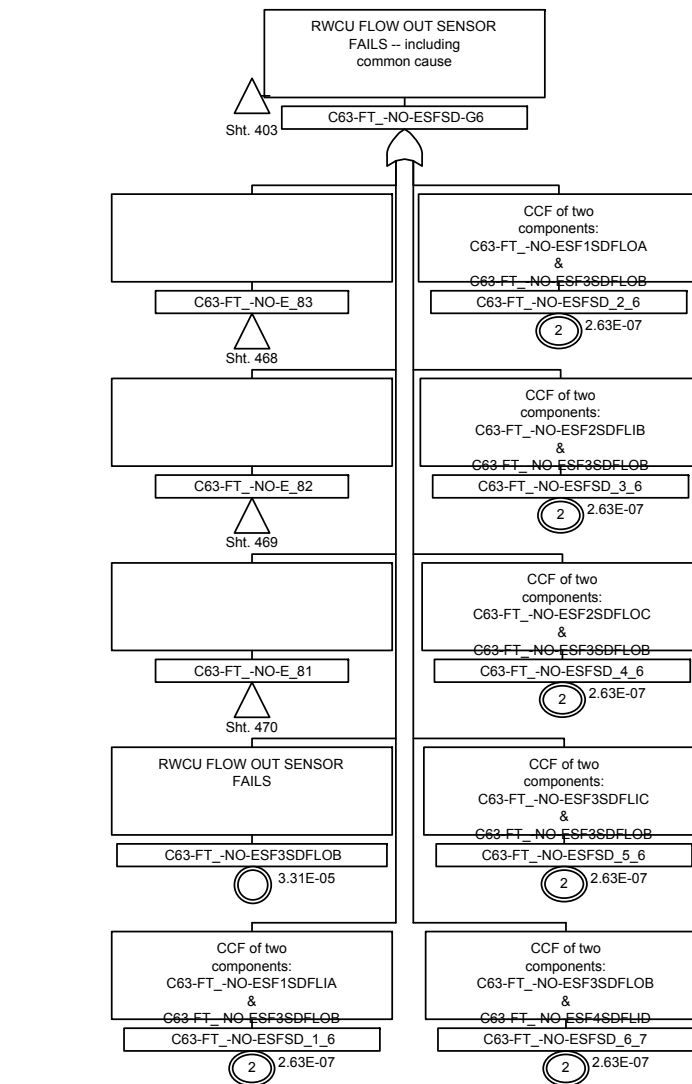 RWCU FLOW OUT SENSOR
FAILS -- including
common cause
Sht. 403
C63-FT_-NO-ESFSD-G6
C63-FT_-NO-E_83
Sht. 468
CCF of two
components:
C63-FT_-NO-ESF1SDFLOA
&
C63-FT_-NO-ESF3SDFLOB
C63-FT_-NO-ESFSD_2_6
2
2.63E-07
C63-FT_-NO-E_82
Sht. 469
CCF of two
components:
C63-FT_-NO-ESF2SDFLIB
&
C63-FT_-NO-ESF3SDFLOB
C63-FT_-NO-ESFSD_3_6
2
2.63E-07
C63-FT_-NO-E_81
Sht. 470
CCF of two
components:
C63-FT_-NO-ESF2SDFLOC
&
C63-FT_-NO-ESF3SDFLOB
C63-FT_-NO-ESFSD_4_6
2
2.63E-07
RWCU FLOW OUT SENSOR
FAILS
C63-FT_-NO-ESF3SDFLOB
3.31E-05
CCF of two
components:
C63-FT_-NO-ESF3SDFLIC
&
C63-FT_-NO-ESF3SDFLOB
C63-FT_-NO-ESFSD_5_6
2
2.63E-07
CCF of two
components:
C63-FT_-NO-ESF1SDFLIA
&
C63-FT_-NO-ESF3SDFLOB
C63-FT_-NO-ESFSD_1_6
2
2.63E-07
CCF of two
components:
C63-FT_-NO-ESF3SDFLOB
&
C63-FT_-NO-ESF4SDFLID
C63-FT_-NO-ESFSD_6_7
2
2.63E-07